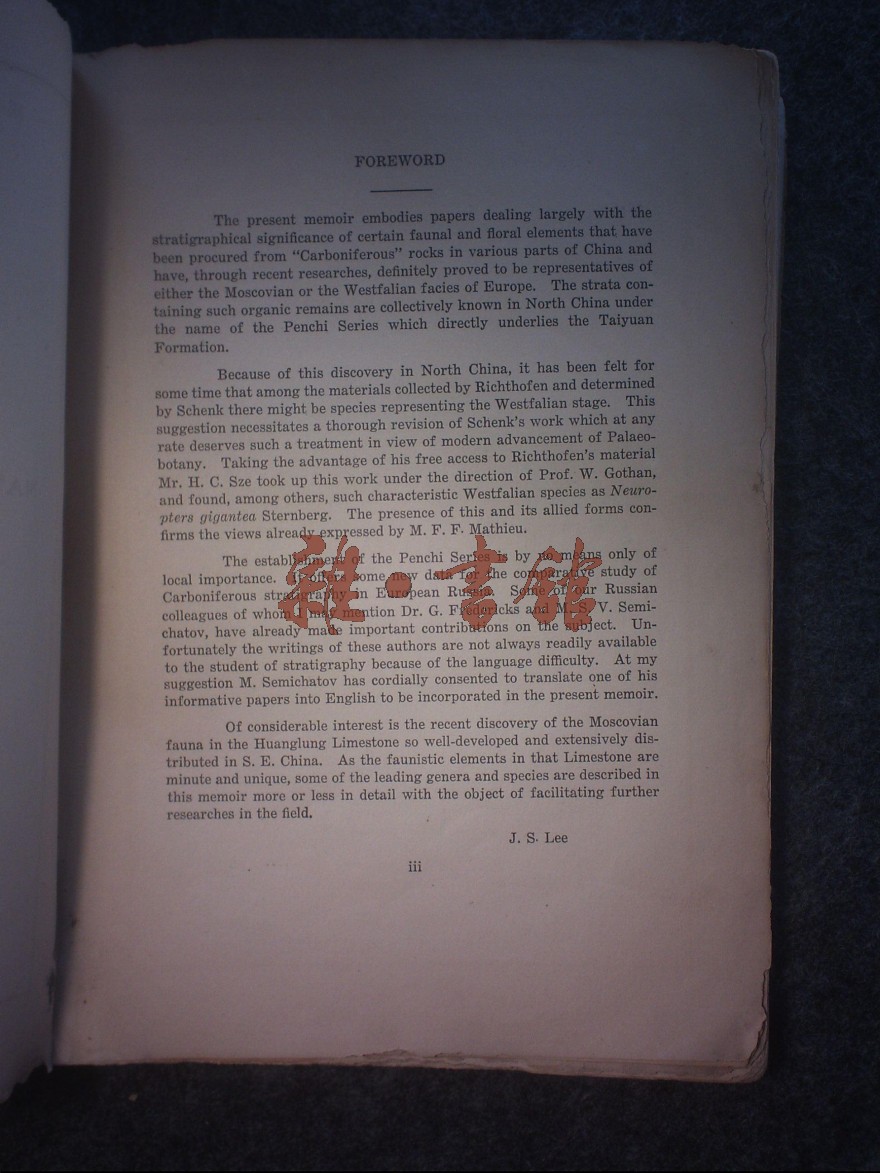 FOREWORD
The present memoir embodies papers dealing largely with the
stratigraphical significance of certain faunal and floral elements that have
been procured from "Carboniferous" rocks in various parts of China and
have, through recent researches, definitely proved to be representatives of
either the Moscovian or the Westfalian facies of Europe. The strata con-
taining such organic remains are collectively known in North China under
the name of the Penchi Series which directly underlies the Taiyuan
Formation.
Because of this discovery in North China, it has been felt for
some time that among the materials collected by Richthofen and determined
by Schenk there might be species representing the Westfalian stage. This
suggestion necessitates a thorough revision of Schenk's work which at any
rate deserves such a treatment in view of modern advancement of Palaeo-
botany. Taking the advantage of his free access to Richthofen's material
Mr. H. C. Sze took up this work under the direction of Prof. W. Gothan,
and found, among others, such characteristic Westfalian species as Neuro-
pters gigantea Sternberg. The presence of this and its allied forms con-
firms the views already expressed by M. F. F. Mathieu.
The establishment of the Penchi Series is by no means only of
local importance. It offers some new data for the comparative study of
Carboniferous stratigraphy in European Russia. Some of our Russian
colleagues of whom I may mention Dr. G. Fredericks and M. S. V. Semi-
chatov, have already made important contributions on the subject. Un-
fortunately the writings of these authors are not always readily available
to the student of stratigraphy because of the language difficulty. At my
suggestion M. Semichatov has cordially consented to translate one of his
informative papers into English to be incorporated in the present memoir.
Of considerable interest is the recent discovery of the Moscovian
fauna in the Huanglung Limestone so well-developed and extensively dis-
tributed in S. E. China. As the faunistic elements in that Limestone are
minute and unique, some of the leading genera and species are described in
this memoir more or less in detail with the object of facilitating further
researches in the field.
J. S. Lee
iii